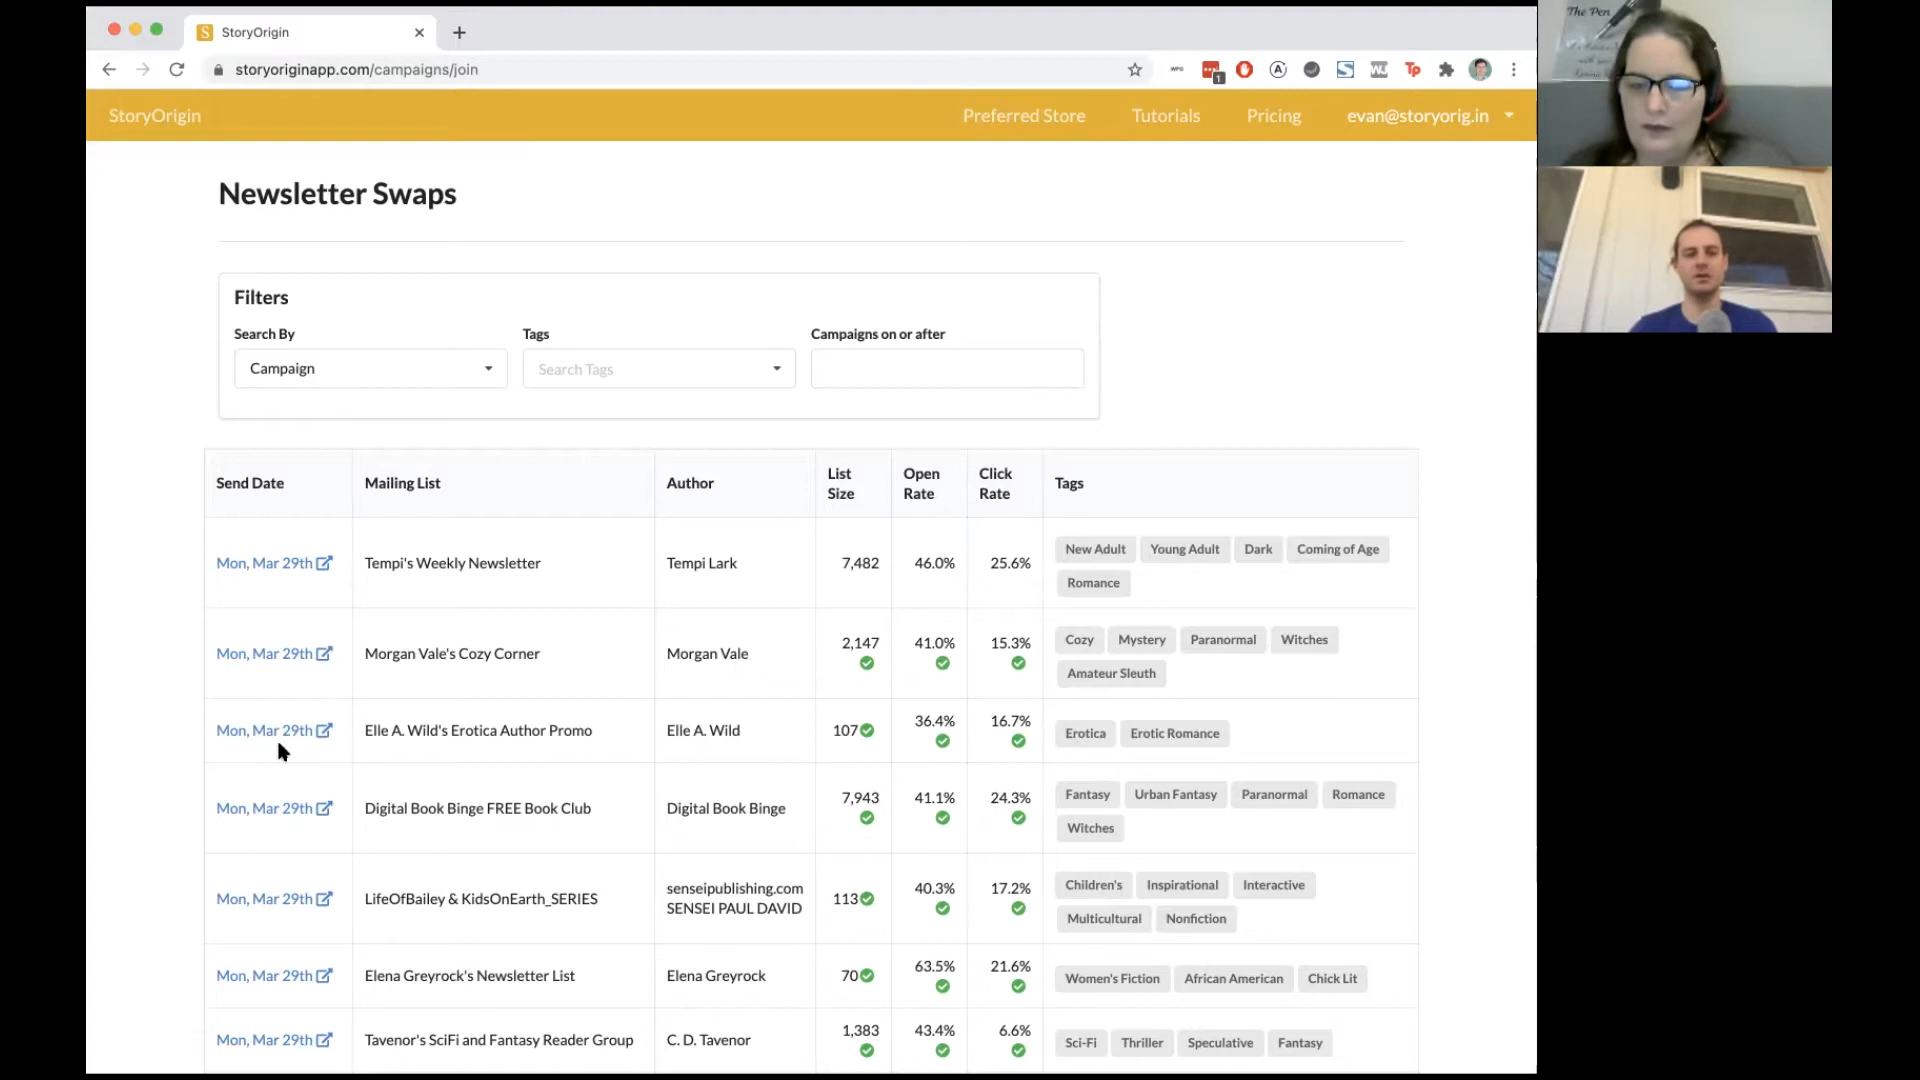 StoryOrigin
storyoriginapp.com/campaigns/join
StoryOrigin
Preferred Store
Tutorials
Pricing
evan@storyorig.in
Newsletter Swaps
Filters
Search By
Tags
Campaigns on or after
Campaign
Search Tags
Send Date
Mailing List
Author
List
Size
Open
Rate
Click
Rate
Tags
Mon, Mar 29th
Tempi's Weekly Newsletter
Tempi Lark
7,482
46.0%
25.6%
New Adult
Young Adult
Dark
Coming of Age
Romance
Mon, Mar 29th
Morgan Vale's Cozy Corner
Morgan Vale
2,147
41.0%
15.3%
Cozy
Mystery
Paranormal
Witches
Amateur Sleuth
Mon, Mar 29th
Elle A. Wild's Erotica Author Promo
Elle A. Wild
107
36.4%
16.7%
Erotica
Erotic Romance
Mon, Mar 29th
Digital Book Binge FREE Book Club
Digital Book Binge
7,943
41.1%
24.3%
Fantasy
Urban Fantasy
Paranormal
Romance
Witches
Mon, Mar 29th
LifeOfBailey & KidsOnEarth_SERIES
senseipublishing.com
SENSEI PAUL DAVID
113
40.3%
17.2%
Children's
Inspirational
Interactive
Multicultural
Nonfiction
Mon, Mar 29th
Elena Greyrock's Newsletter List
Elena Greyrock
70
63.5%
21.6%
Women's Fiction
African American
Chick Lit
Mon, Mar 29th
Tavenor's SciFi and Fantasy Reader Group
C. D. Tavenor
1,383
43.4%
6.6%
Sci-Fi
Thriller
Speculative
Fantasy
The Pen